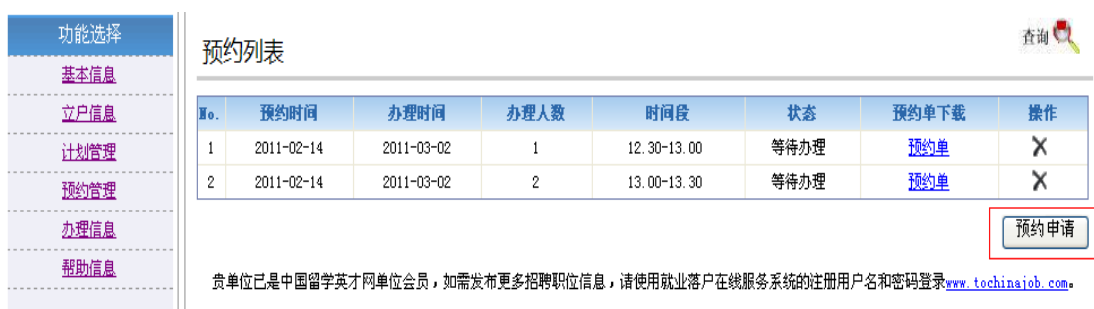 功能选择
基本信息
立户信息
计划管理
预约管理
办理信息
帮助信息
查询
预约列表
No. 预约时间 办理时间 办理人数 时间段 状态 预约单下载 操作
1 2011-02-14 2011-03-02 1 12.30-13.00 等待办理 预约单
2 2011-02-14 2011-03-02 2 13.00-13.30 等待办理 预约单
预约申请
贵单位已是中国留学英才网单位会员，如需发布更多招聘职位信息，请使用就业落户在线服务系统的注册用户名和密码登录www.tochinajob.com。